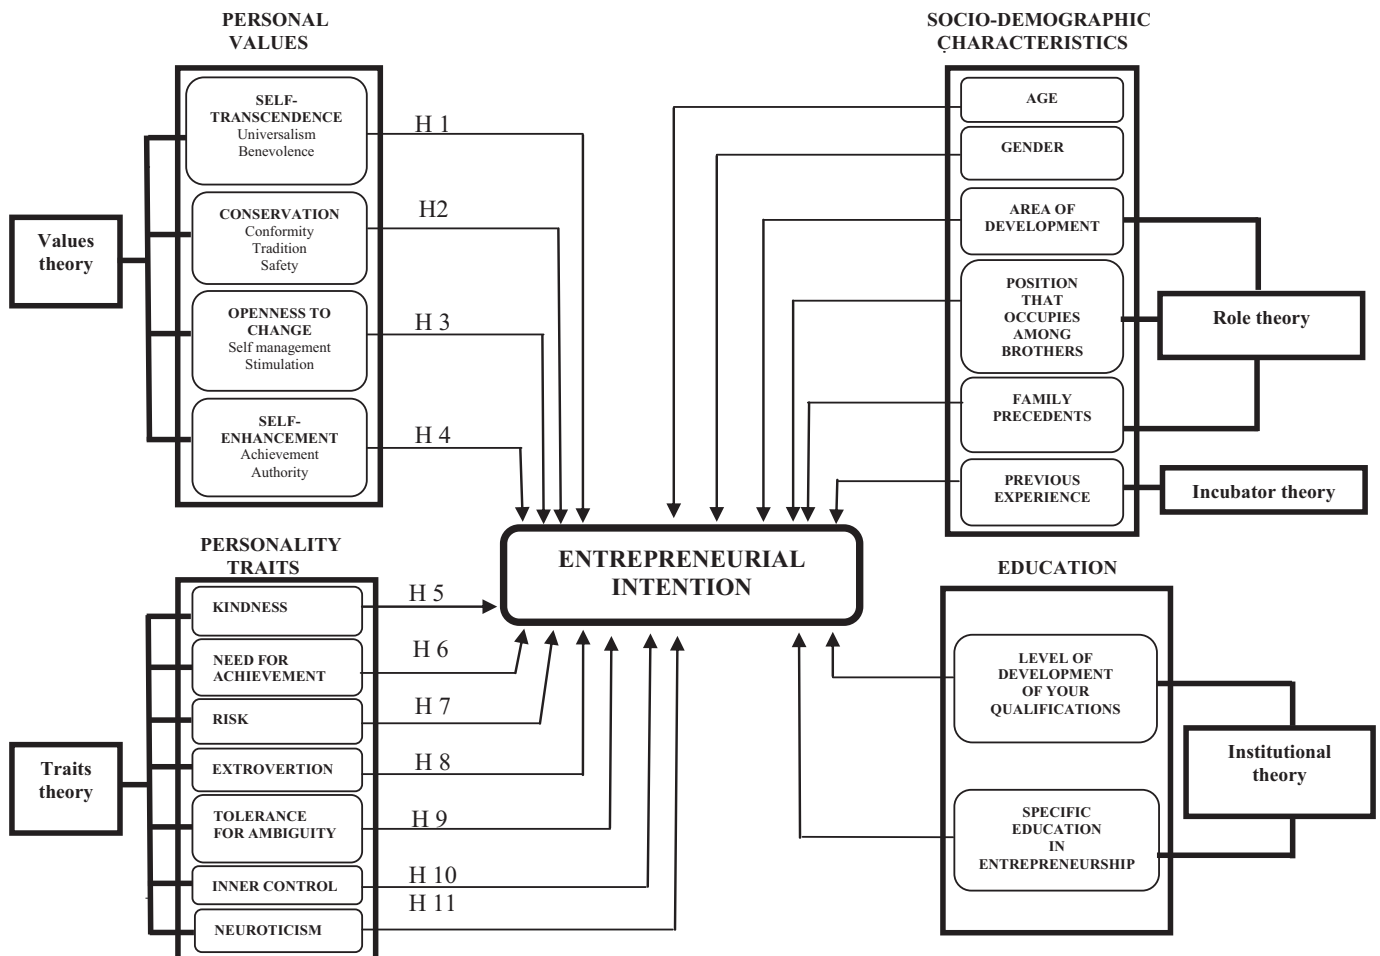 PERSONAL
VALUES
SELF-
TRANSCENDENCE
Universalism
Benevolence
CONSERVATION
Conformity
Tradition
Safety
OPENNESS TO
CHANGE
Self management
Stimulation
SELF-
ENHANCEMENT
Achievement
Authority
Values
theory
H 1
H2
H 3
H 4
PERSONALITY
TRAITS
KINDNESS
NEED FOR
ACHIEVEMENT
RISK
EXTROVERTION
TOLERANCE
FOR AMBIGUITY
INNER CONTROL
NEUROTICISM
Traits
theory
H 5
H 6
H 7
H 8
H 9
H 10
H 11
ENTREPRENEURIAL
INTENTION
SOCIO-DEMOGRAPHIC
CHARACTERISTICS
AGE
GENDER
AREA OF
DEVELOPMENT
POSITION
THAT
OCCUPIES
AMONG
BROTHERS
FAMILY
PRECEDENTS
PREVIOUS
EXPERIENCE
Role theory
Incubator theory
EDUCATION
LEVEL OF
DEVELOPMENT
OF YOUR
QUALIFICATIONS
SPECIFIC
EDUCATION
IN
ENTREPRENEURSHIP
Institutional
theory